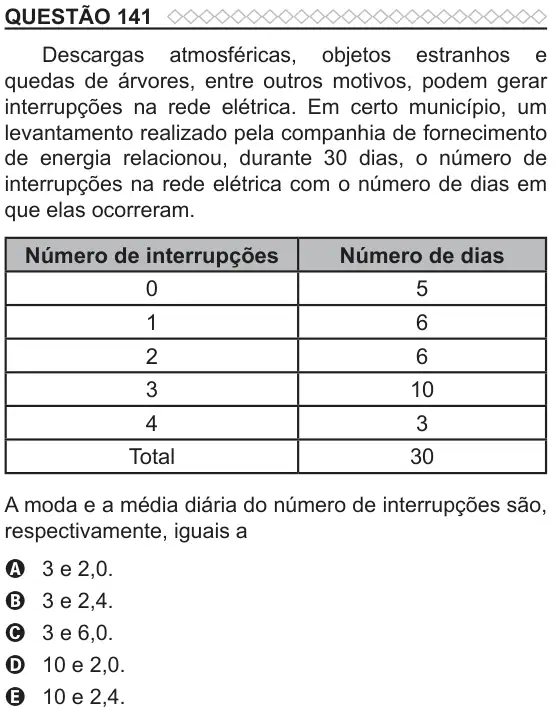 QUESTÃO 141
Descargas atmosféricas, objetos estranhos e
quedas de árvores, entre outros motivos, podem gerar
interrupções na rede elétrica. Em certo município, um
levantamento realizado pela companhia de fornecimento
de energia relacionou, durante 30 dias, o número de
interrupções na rede elétrica com o número de dias em
que elas ocorreram.
Número de interrupções Número de dias
0 5
1 6
2 6
3 10
4 3
Total 30
A moda e a média diária do número de interrupções são,
respectivamente, iguais a
A 3 e 2,0.
B 3 e 2,4.
C 3 e 6,0.
D 10 e 2,0.
E 10 e 2,4.